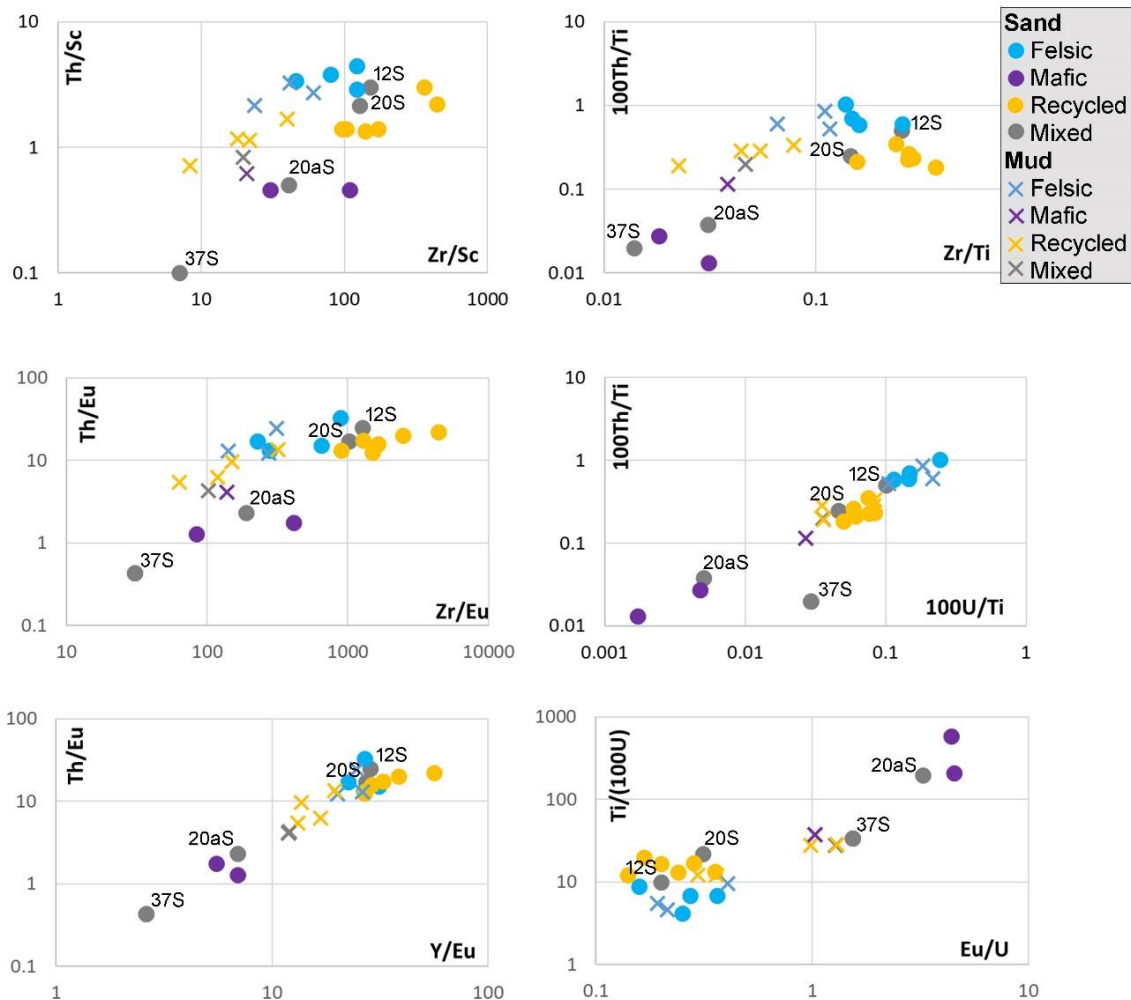 10
Th/Sc
1
0.1
12S
20S
20aS
37S
Zr/Sc
1
10
100
1000
10
100Th/Ti
1
0.1
0.01
12S
20S
20aS
37S
Zr/Ti
0.01
0.1
Sand
Felsic
Mafic
Recycled
Mixed
Mud
Felsic
Mafic
Recycled
Mixed
100
Th/Eu
10
1
0.1
12S
20S
20aS
37S
Zr/Eu
10
100
1000
10000
10
100Th/Ti
1
0.1
0.01
12S
20S
20aS
37S
100U/Ti
0.001
0.01
0.1
1
100
Th/Eu
10
1
0.1
12S
20S
20aS
37S
Y/Eu
1
10
100
1000
Ti/(100U)
100
10
1
20aS
37S
20S
12S
Eu/U
0.1
1
10